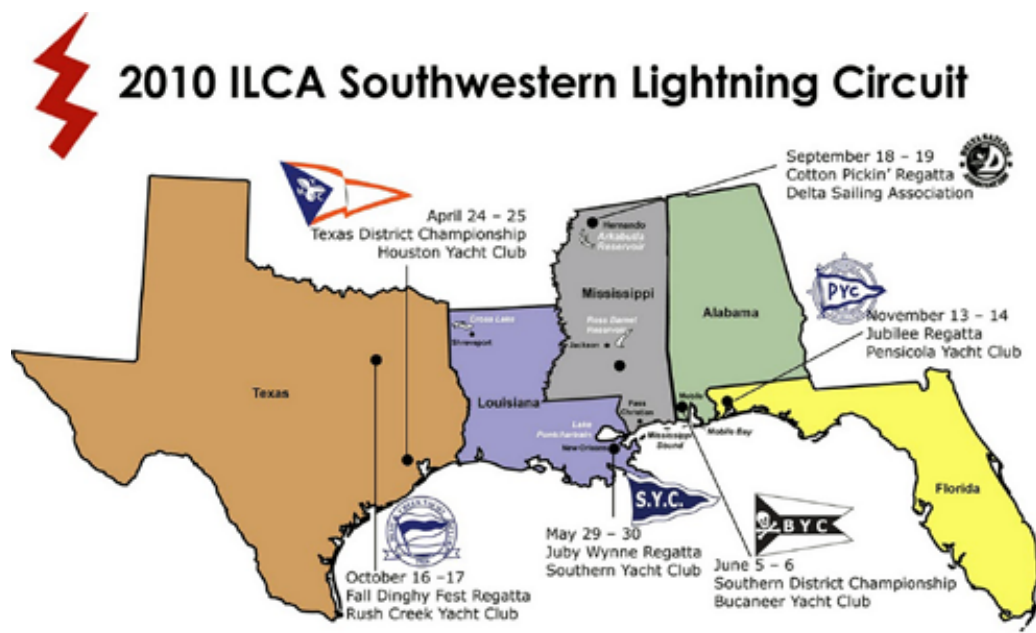 2010 ILCA Southwestern Lightning Circuit
September 18 – 19
Cotton Pickin' Regatta
Delta Sailing Association
April 24 – 25
Texas District Championship
Houston Yacht Club
Hernando
Arkabutla
Reservoir
Mississippi
Alabama
PYC
November 13 – 14
Jubilee Regatta
Pensicola Yacht Club
Cross Lake
Shreveport
Ross Barnet
Reservoir
Jackson
Texas
Louisiana
Pass
Christian
Mobile
Lake
Pontchartrain
New Orleans
Mississippi
Sound
Mobile Bay
Florida
S.Y.C.
BYC
May 29 – 30
Juby Wynne Regatta
Southern Yacht Club
June 5 – 6
Southern District Championship
Bucaneer Yacht Club
October 16 –17
Fall Dinghy Fest Regatta
Rush Creek Yacht Club